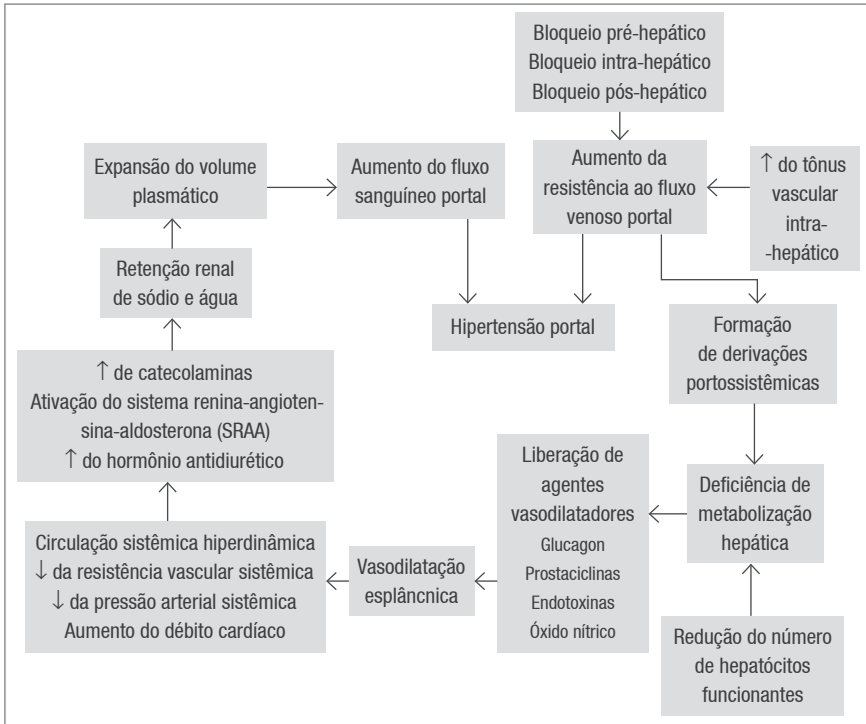 Bloqueio pré-hepático
Bloqueio intra-hepático
Bloqueio pós-hepático
Expansão do volume
plasmático
Aumento do fluxo
sanguíneo portal
Aumento da
resistência ao fluxo
venoso portal
↑ do tônus
vascular
intra-
-hepático
Retenção renal
de sódio e água
Hipertensão portal
Formação
de derivações
portossistêmicas
↑ de catecolaminas
Ativação do sistema renina-angioten-
sina-aldosterona (SRAA)
↑ do hormônio antidiurético
Liberação de
agentes
vasodilatadores
Glucagon
Prostaciclinas
Endotoxinas
Óxido nítrico
Deficiência de
metabolização
hepática
Circulação sistêmica hiperdinâmica
↓ da resistência vascular sistêmica
↓ da pressão arterial sistêmica
Aumento do débito cardíaco
Vasodilatação
esplâncnica
Redução do número
de hepatócitos
funcionantes